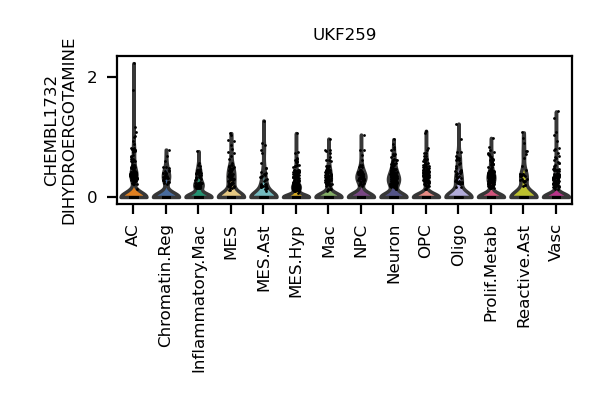 UKF259
CHEMBL1732
DIHYDROERGOTAMINE
2
0
AC
Chromatin.Reg
Inflammatory.Mac
MES
MES.Ast
MES.Hyp
Mac
NPC
Neuron
OPC
Oligo
Prolif.Metab
Reactive.Ast
Vasc